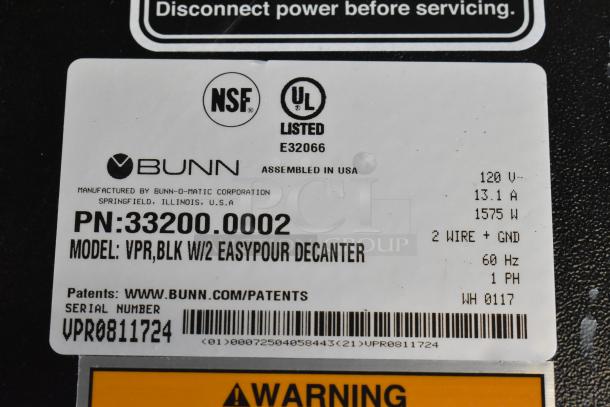 Disconnect power before servicing.
NSF®
UL®
LISTED
E32066
BUNN
ASSEMBLED IN USA
MANUFACTURED BY BUNN-O-MATIC CORPORATION
SPRINGFIELD, ILLINOIS, U.S.A
PN:33200.0002
MODEL: VPR,BLK W/2 EASYPOUR DECANTER
120 V~
13.1 A
1575 W
2 WIRE + GND
60 Hz
1 PH
WH 0117
Patents: WWW.BUNN.COM/PATENTS
SERIAL NUMBER
VPR0811724
(01)00072504058443(21)VPR0811724
WARNING